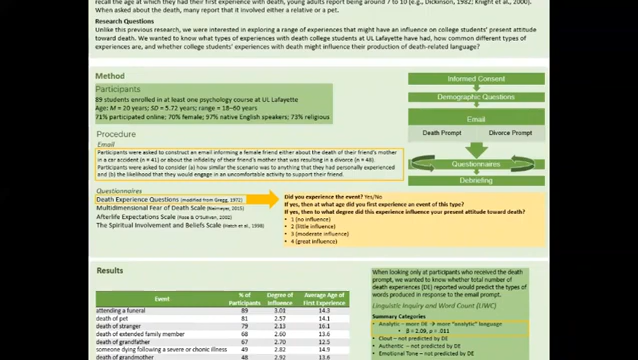 recall the age at which they had their first experience with death, young adults report being around 7 to 10 (e.g., Dickinson, 1982; Knight et al., 2000).
When asked about the death, many report that it involved either a relative or a pet.
Research Questions
Unlike this previous research, we were interested in exploring a range of experiences that might have an influence on college students' present attitude
toward death. We wanted to know what types of experiences with death college students at UL Lafayette have had, how common different types of
experiences are, and whether college students' experiences with death might influence their production of death-related language?
Method
Participants
89 students enrolled in at least one psychology course at UL Lafayette
Age: M = 20 years; SD = 5.72 years; range = 18–60 years
71% participated online; 70% female; 97% native English speakers; 73% religious
Procedure
Email
Participants were asked to construct an email informing a female friend either about the death of their friend's mother
in a car accident (n = 41) or about the infidelity of their friend's mother that was resulting in a divorce (n = 48).
Participants were asked to consider (a) how similar the scenario was to anything that they had personally experienced
and (b) the likelihood that they would engage in an uncomfortable activity to support their friend.
Informed Consent
Demographic Questions
Email
Death Prompt
Divorce Prompt
Questionnaires
Debriefing
Questionnaires
Death Experience Questions (modified from Gregg, 1972)
Multidimensional Fear of Death Scale
Afterlife Expectations Scale
The Spiritual Involvement and Beliefs Scale (Hatch et al., 1998)
Did you experience the event? Yes/No
If yes, then at what age did you first experience an event of this type?
If yes, then to what degree did this experience influence your present attitude toward death?
• 1 (no influence)
• 2 (little influence)
• 3 (moderate influence)
• 4 (great influence)
Results
Event
% of Participants
Degree of Influence
Average Age of First Experience
attending a funeral 89 3.01 14.3
death of pet 81 2.57 14.1
death of stranger 79 2.13 16.1
death of extended family member 68 2.60 13.6
death of grandfather 67 2.70 12.5
someone dying following a severe or chronic illness 49 2.82 14.9
death of grandmother 48 2.92 13.6
When looking only at participants who received the death
prompt, we wanted to know whether total number of
death experiences (DE) reported would predict the types of
words produced in response to the email prompt.
Linguistic Inquiry and Word Count (LIWC)
Summary Categories
• Analytic – more DE → more "analytic" language
• β = 2.09, p = .011
• Clout – not predicted by DE
• Authentic – not predicted by DE
• Emotional Tone – not predicted by DE